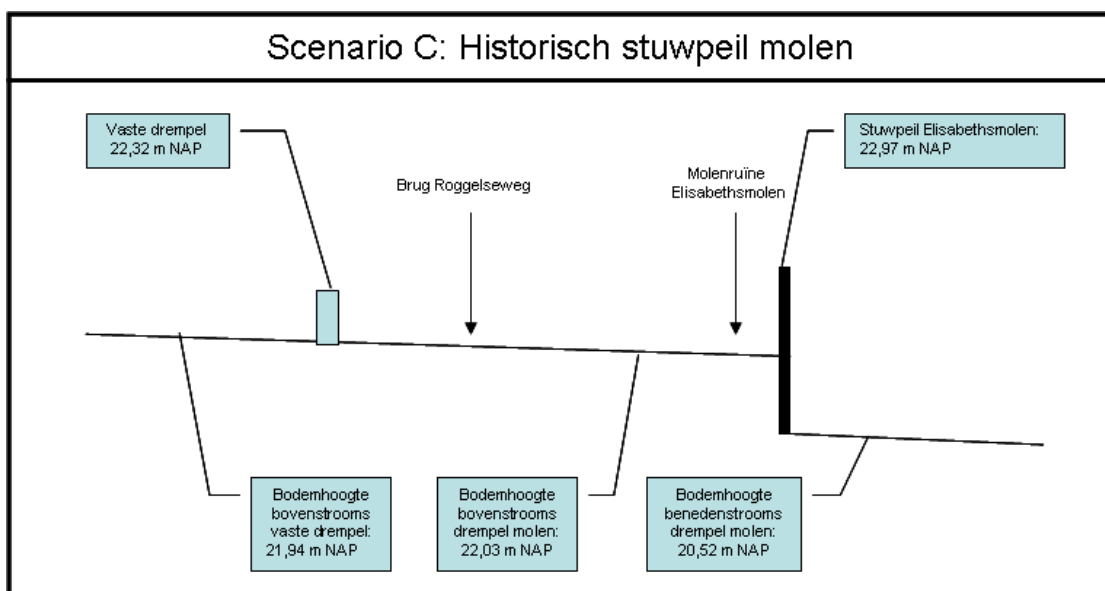 Scenario C: Historisch stuwpeil molen
Vaste drempel
22,32 m NAP
Stuwpeil Elisabethsmolen:
22,97 m NAP
Brug Roggelseweg
Molenruïne
Elisabethsmolen
Bodemhoogte
bovenstrooms
vaste drempel:
21,94 m NAP
Bodemhoogte
bovenstrooms
drempel molen:
22,03 m NAP
Bodemhoogte
benedenstrooms
drempel molen:
20,52 m NAP